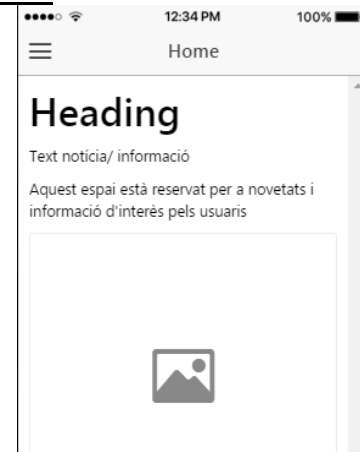 12:34 PM 100%
Home
Heading
Text notícia/ informació
Aquest espai està reservat per a novetats i
informació d'interès pels usuaris